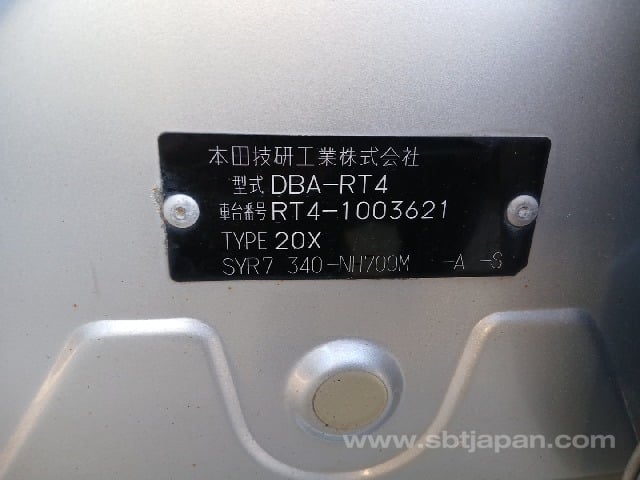 本田技研工業株式会社
型式 DBA-RT4
車台番号 RT4-1003621
TYPE 20X
SYR7 340-NH700M -A -S
www.sbtjapan.com